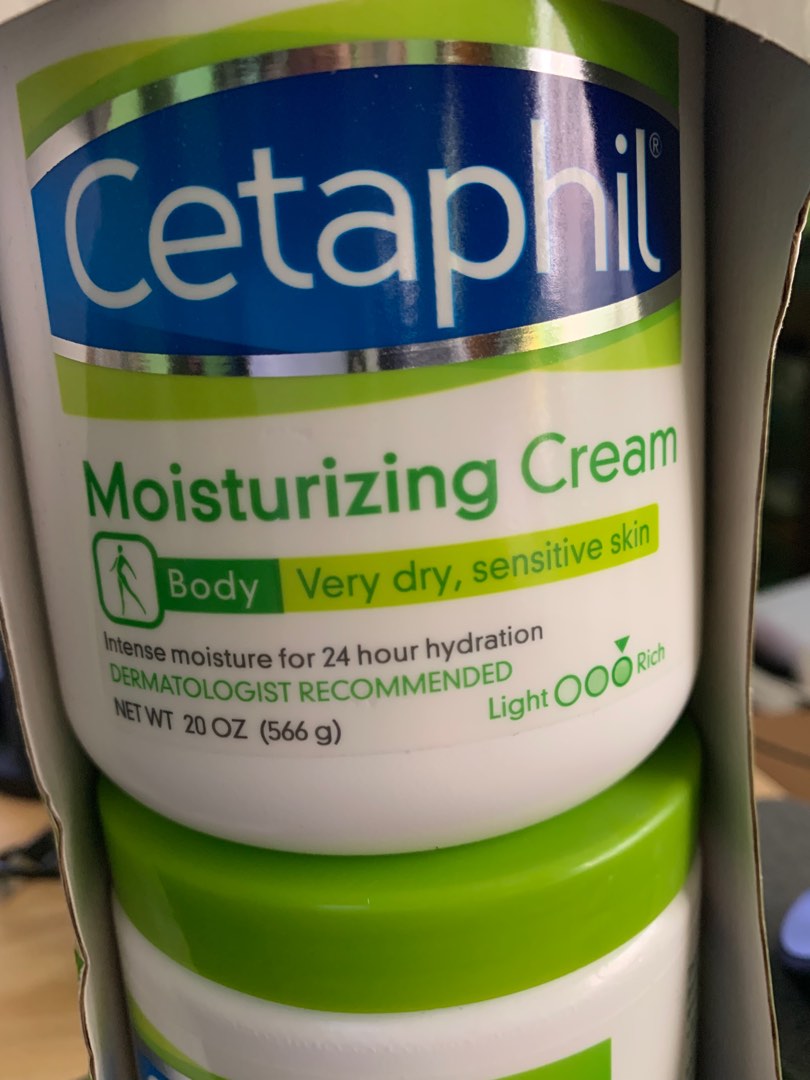 Cetaphil®
Moisturizing Cream
Body Very dry, sensitive skin
Intense moisture for 24 hour hydration
DERMATOLOGIST RECOMMENDED
NET WT 20 OZ (566 g)
Light Rich